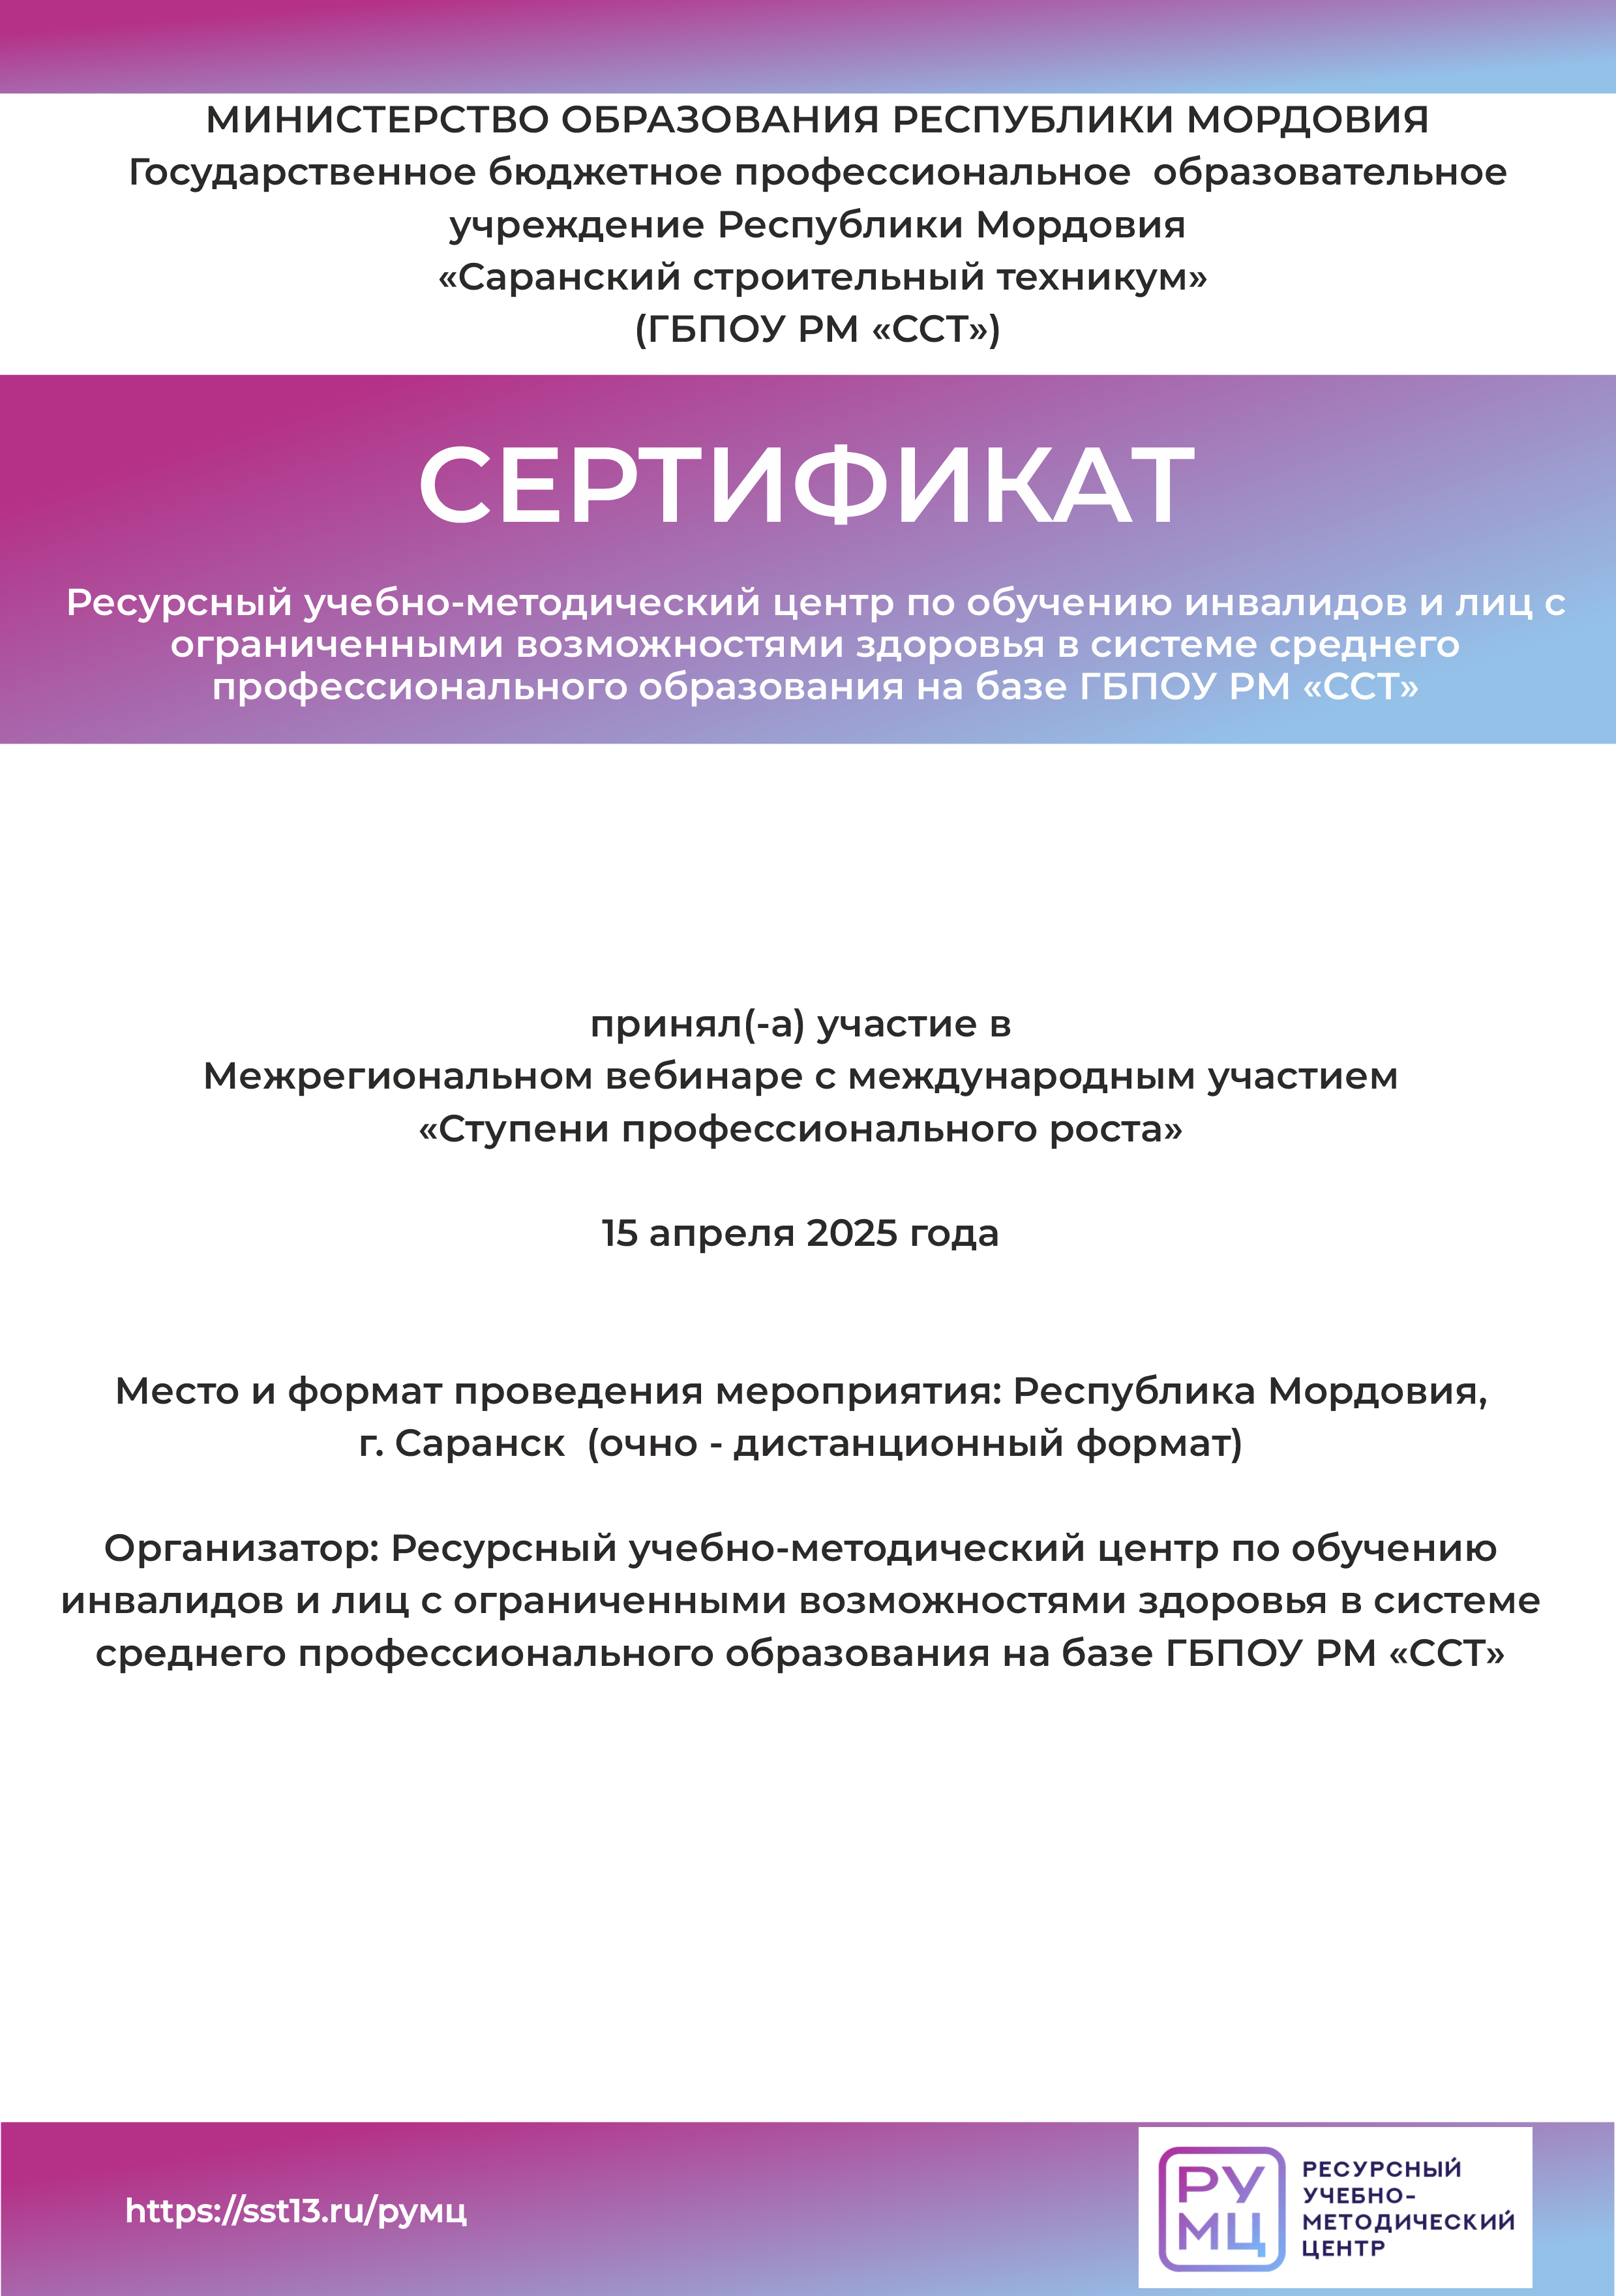 МИНИСТЕРСТВО ОБРАЗОВАНИЯ РЕСПУБЛИКИ МОРДОВИЯ
Государственное бюджетное профессиональное  образовательное
учреждение Республики Мордовия
«Саранский строительный техникум»
(ГБПОУ РМ «ССТ»)
СЕРТИФИКАТ
Ресурсный учебно-методический центр по обучению инвалидов и лиц с
ограниченными возможностями здоровья в системе среднего
профессионального образования на базе ГБПОУ РМ «ССТ»
принял(-а) участие в
Межрегиональном вебинаре с международным участием
«Ступени профессионального роста»
15 апреля 2025 года
Место и формат проведения мероприятия: Республика Мордовия,
г. Саранск  (очно - дистанционный формат)
Организатор: Ресурсный учебно-методический центр по обучению
инвалидов и лиц с ограниченными возможностями здоровья в системе
среднего профессионального образования на базе ГБПОУ РМ «ССТ»
https://sst13.ru/румц
РУ
МЦ
РЕСУРСНЫЙ
УЧЕБНО-
МЕТОДИЧЕСКИЙ
ЦЕНТР